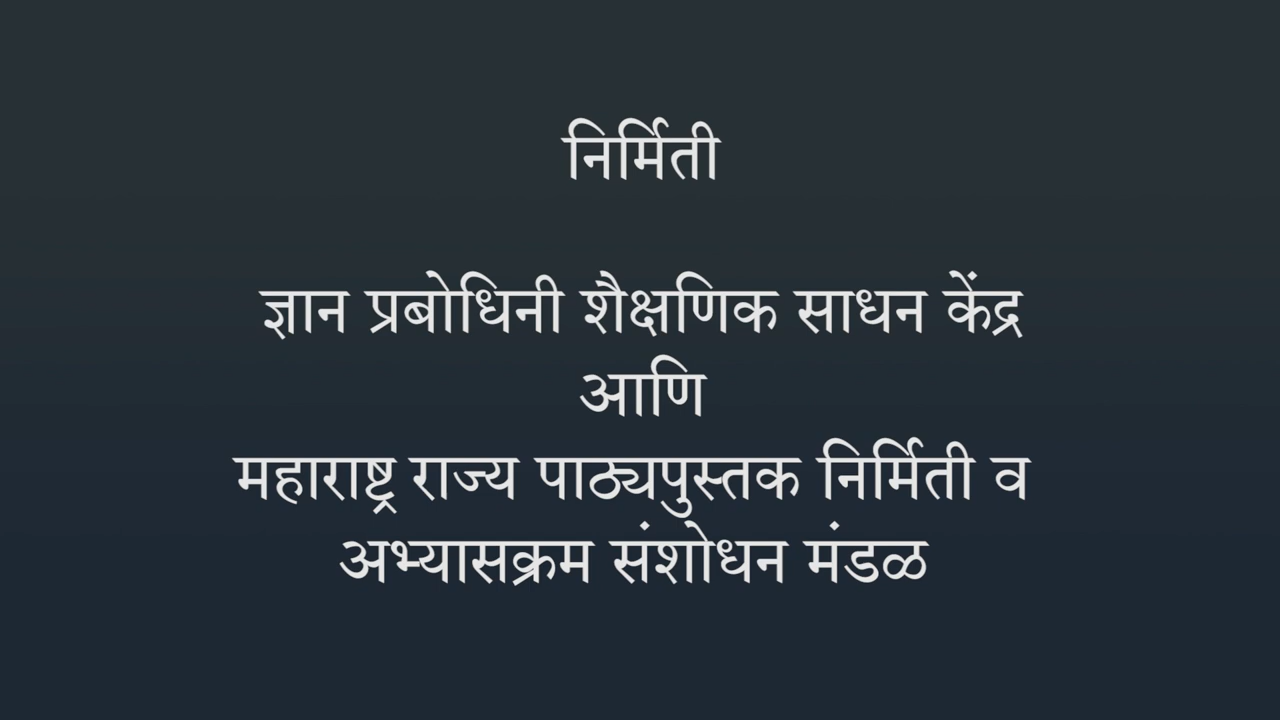 निर्मिती
ज्ञान प्रबोधिनी शैक्षणिक साधन केंद्र
आणि
महाराष्ट्र राज्य पाठ्यपुस्तक निर्मिती व
अभ्यासक्रम संशोधन मंडळ